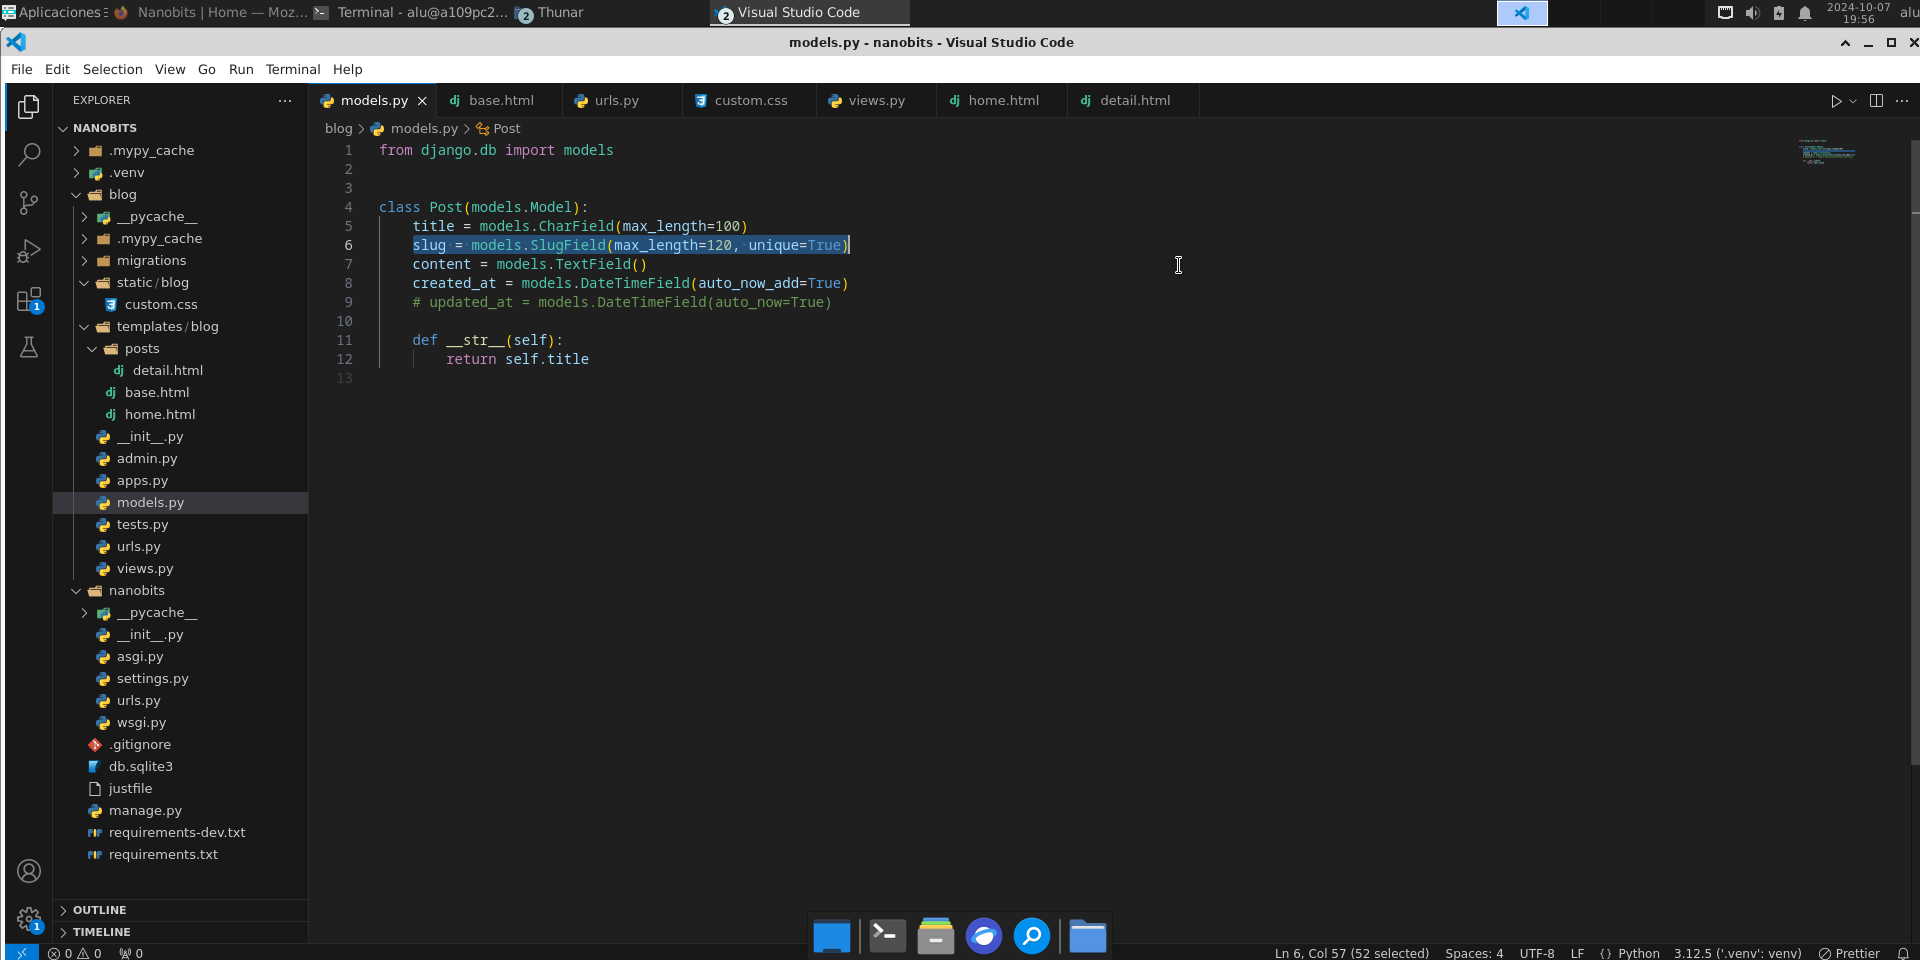 Aplicaciones
Nanobits | Home — Moz...
Terminal - alu@a109pc2...
2 Thunar
2 Visual Studio Code
2024-10-07
19:56
alu
models.py - nanobits - Visual Studio Code
File Edit Selection View Go Run Terminal Help
EXPLORER
NANOBITS
.mypy_cache
.venv
blog
__pycache__
.mypy_cache
migrations
static/blog
custom.css
templates/blog
posts
detail.html
base.html
home.html
__init__.py
admin.py
apps.py
models.py
tests.py
urls.py
views.py
nanobits
__pycache__
__init__.py
asgi.py
settings.py
urls.py
wsgi.py
.gitignore
db.sqlite3
justfile
manage.py
requirements-dev.txt
requirements.txt
OUTLINE
TIMELINE
1
1
models.py base.html urls.py custom.css views.py home.html detail.html
blog > models.py > Post
1 from django.db import models
2
3
4 class Post(models.Model):
5 title = models.CharField(max_length=100)
6 slug = models.SlugField(max_length=120, unique=True)
7 content = models.TextField()
8 created_at = models.DateTimeField(auto_now_add=True)
9 # updated_at = models.DateTimeField(auto_now=True)
10
11 def __str__(self):
12 return self.title
13
0 0 0
Ln 6, Col 57 (52 selected) Spaces: 4 UTF-8 LF {} Python 3.12.5 ('.venv': venv) Prettier